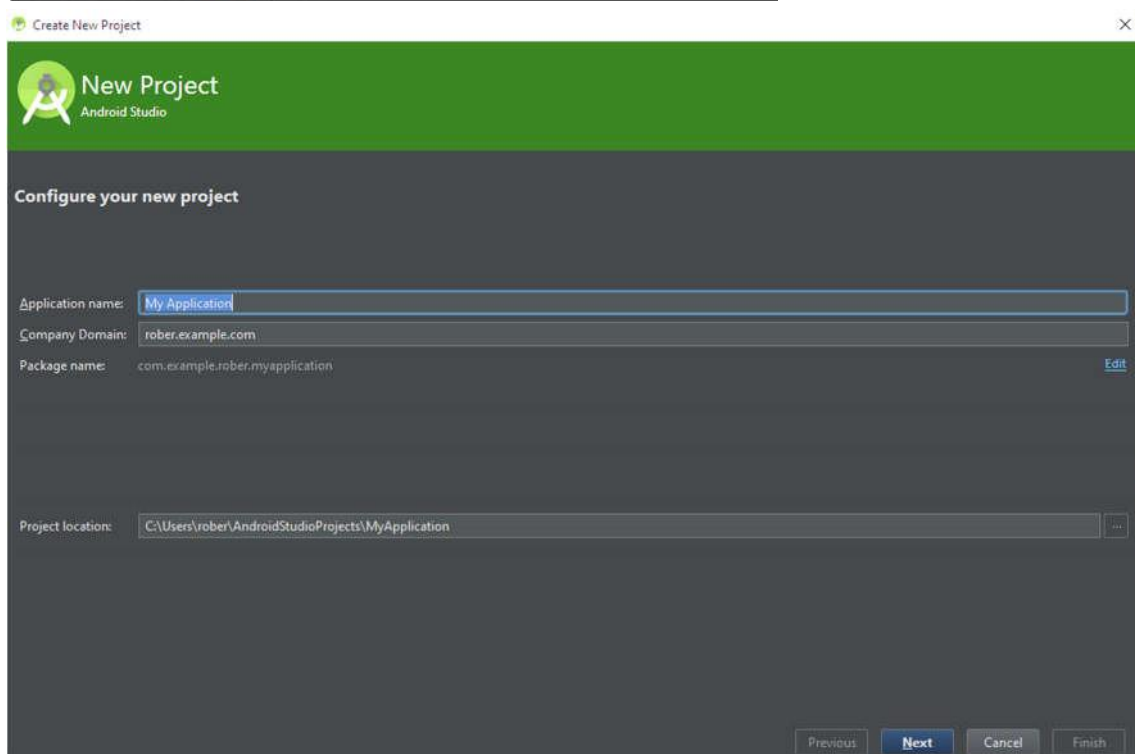 Create New Project
New Project
Android Studio
Configure your new project
Application name: My Application
Company Domain: rober.example.com
Package name: com.example.rober.myapplication Edit
Project location: C:\Users\rober\AndroidStudioProjects\MyApplication ...
Previous Next Cancel Finish